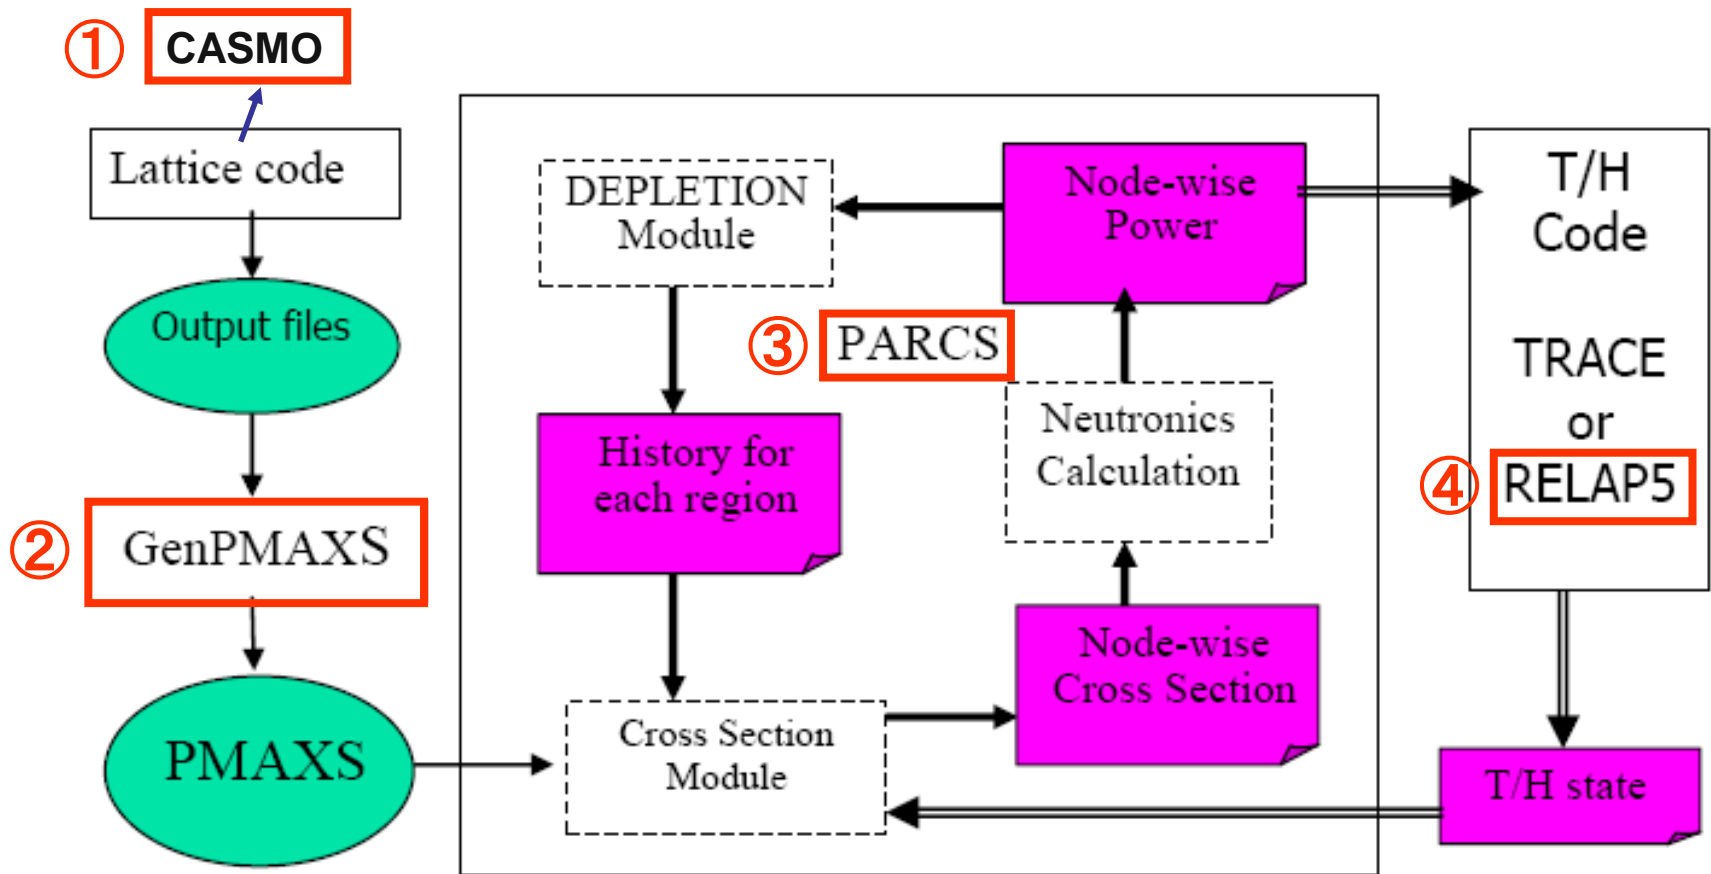 ① CASMO
Lattice code
Output files
② GenPMAXS
PMAXS
DEPLETION
Module
Node-wise
Power
③ PARCS
History for
each region
Neutronics
Calculation
Cross Section
Module
Node-wise
Cross Section
T/H
Code
TRACE
or
④ RELAP5
T/H state